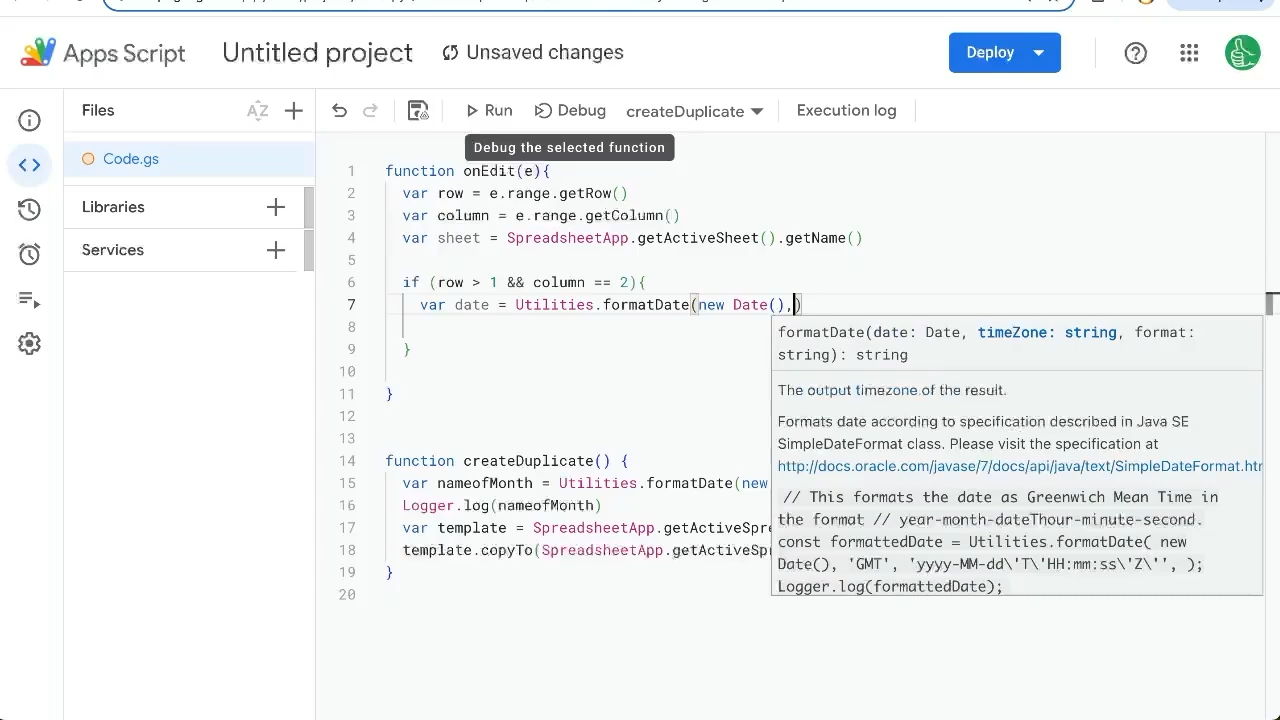 Apps Script
Untitled project
Unsaved changes
Deploy
Files
AZ
Run
Debug
createDuplicate
Execution log
Debug the selected function
Code.gs
Libraries
Services
1 function onEdit(e){
2 var row = e.range.getRow()
3 var column = e.range.getColumn()
4 var sheet = SpreadsheetApp.getActiveSheet().getName()
5
6 if (row > 1 && column == 2){
7 var date = Utilities.formatDate(new Date(),)
8
9 }
10
11 }
12
13
14 function createDuplicate() {
15 var nameofMonth = Utilities.formatDate(new
16 Logger.log(nameofMonth)
17 var template = SpreadsheetApp.getActiveSpre
18 template.copyTo(SpreadsheetApp.getActiveSp
19 }
20
formatDate(date: Date, timeZone: string, format:
string): string
The output timezone of the result.
Formats date according to specification described in Java SE
SimpleDateFormat class. Please visit the specification at
http://docs.oracle.com/javase/7/docs/api/java/text/SimpleDateFormat.htm
// This formats the date as Greenwich Mean Time in
the format // year-month-dateThour-minute-second.
const formattedDate = Utilities.formatDate( new
Date(), 'GMT', 'yyyy-MM-dd\'T\'HH:mm:ss\'Z\'', );
Logger.log(formattedDate);